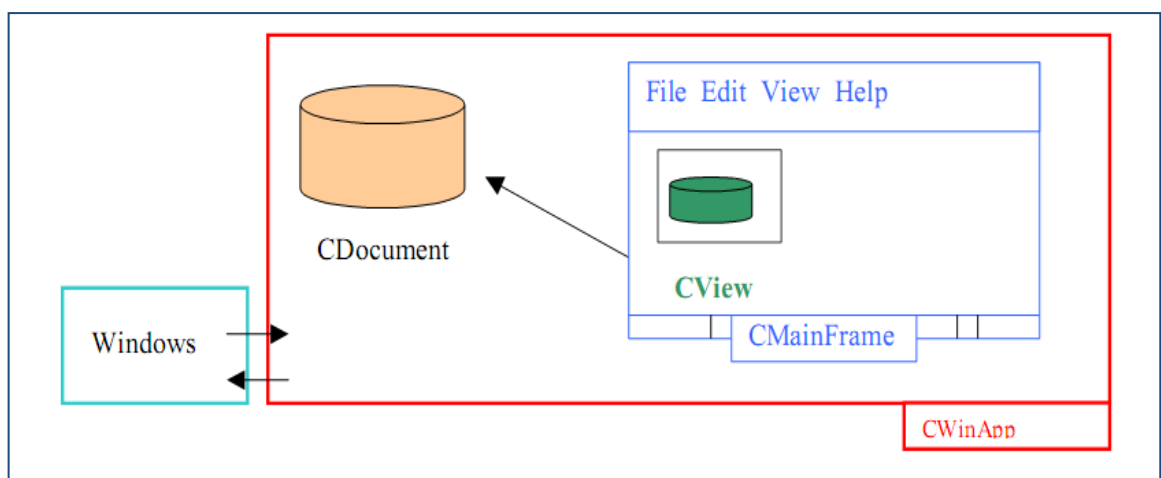 File Edit View Help
CDocument
CView
Windows
CMainFrame
CWinApp